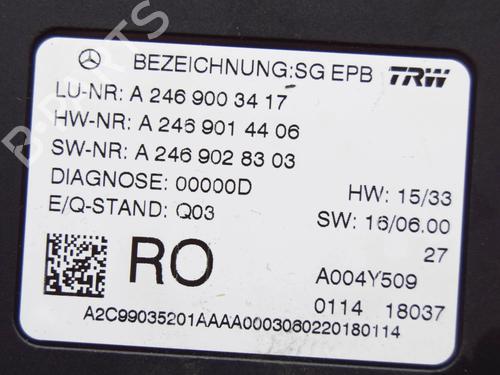 BEZEICHNUNG:SG EPB TRW
LU-NR: A 246 900 34 17
HW-NR: A 246 901 44 06
SW-NR: A 246 902 83 03
DIAGNOSE: 00000D HW: 15/33
E/Q-STAND: Q03 SW: 16/06.00
27
RO A004Y509
0114 18037
A2C99035201AAAA0003080220180114
B-PARTS